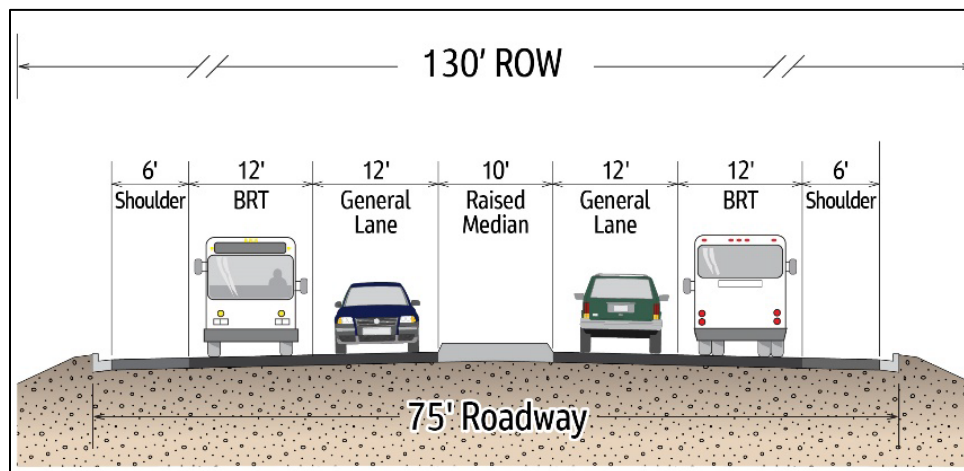 130' ROW
6' 12' 12' 10' 12' 12' 6'
Shoulder BRT General Raised General BRT Shoulder
Lane Median Lane
75' Roadway